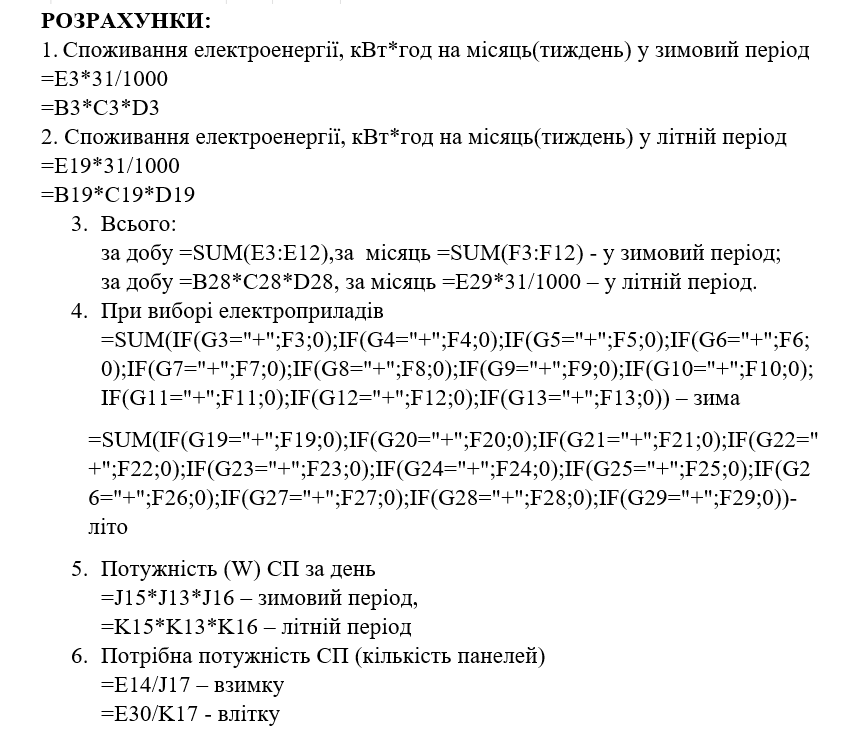 РОЗРАХУНКИ:
1. Споживання електроенергії, кВт*год на місяць(тиждень) у зимовий період
=E3*31/1000
=B3*C3*D3
2. Споживання електроенергії, кВт*год на місяць(тиждень) у літній період
=E19*31/1000
=B19*C19*D19
3. Всього:
за добу =SUM(E3:E12),за місяць =SUM(F3:F12) - у зимовий період;
за добу =B28*C28*D28, за місяць =E29*31/1000 – у літній період.
4. При виборі електроприладів
=SUM(IF(G3="+";F3;0);IF(G4="+";F4;0);IF(G5="+";F5;0);IF(G6="+";F6;
0);IF(G7="+";F7;0);IF(G8="+";F8;0);IF(G9="+";F9;0);IF(G10="+";F10;0);
IF(G11="+";F11;0);IF(G12="+";F12;0);IF(G13="+";F13;0)) – зима
=SUM(IF(G19="+";F19;0);IF(G20="+";F20;0);IF(G21="+";F21;0);IF(G22="
+";F22;0);IF(G23="+";F23;0);IF(G24="+";F24;0);IF(G25="+";F25;0);IF(G2
6="+";F26;0);IF(G27="+";F27;0);IF(G28="+";F28;0);IF(G29="+";F29;0))-
літо
5. Потужність (W) СП за день
=J15*J13*J16 – зимовий період,
=K15*K13*K16 – літній період
6. Потрібна потужність СП (кількість панелей)
=E14/J17 – взимку
=E30/K17 - влітку